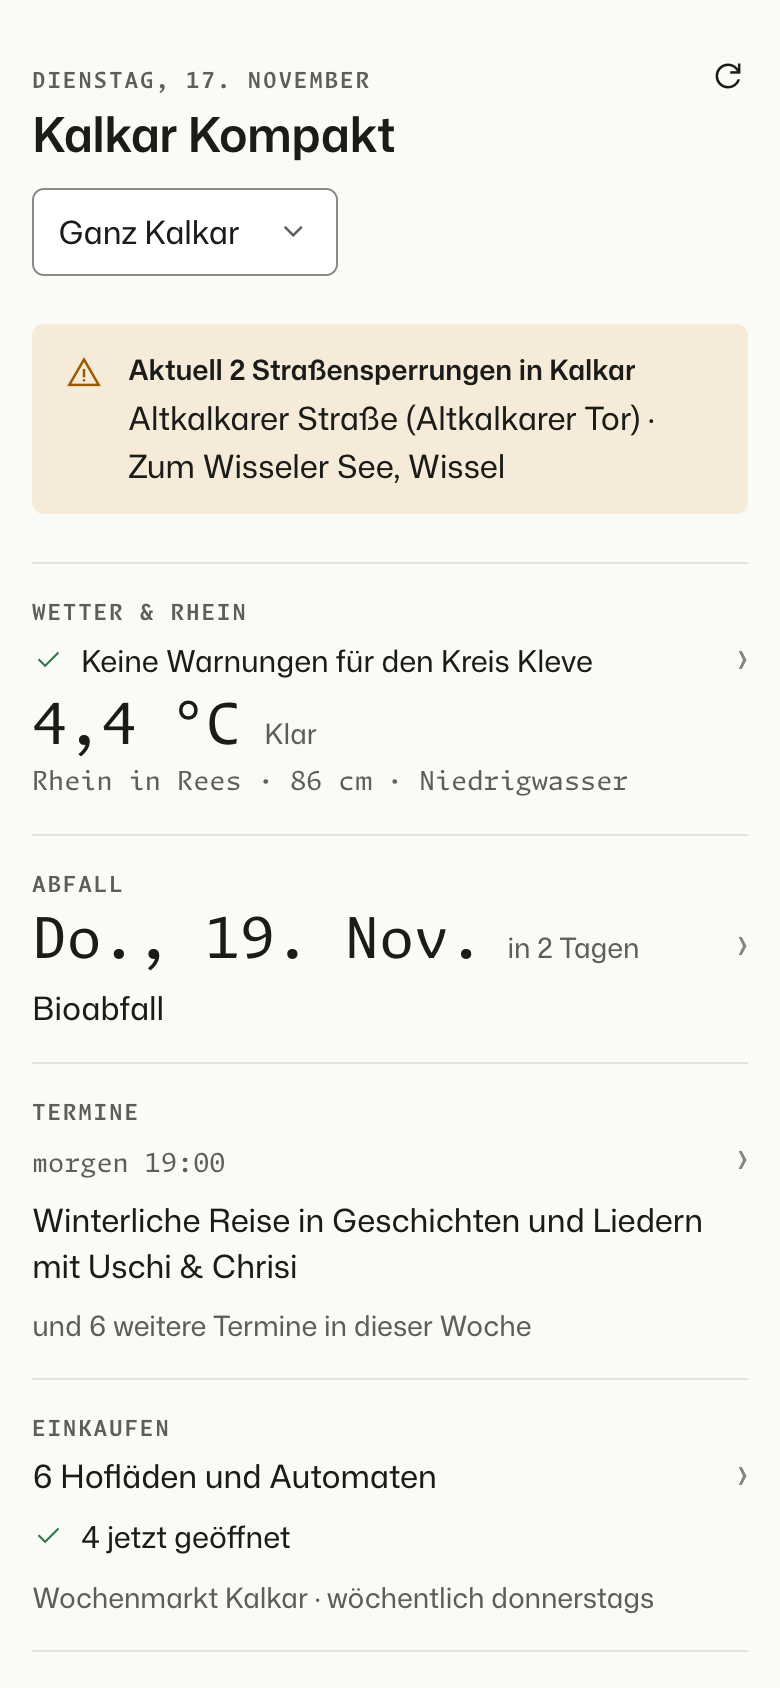 DIENSTAG, 17. NOVEMBER
Kalkar Kompakt
Ganz Kalkar
Aktuell 2 Straßensperrungen in Kalkar
Altkalkarer Straße (Altkalkarer Tor) ·
Zum Wisseler See, Wissel
WETTER & RHEIN
Keine Warnungen für den Kreis Kleve
4,4 °C Klar
Rhein in Rees · 86 cm · Niedrigwasser
ABFALL
Do., 19. Nov. in 2 Tagen
Bioabfall
TERMINE
morgen 19:00
Winterliche Reise in Geschichten und Liedern
mit Uschi & Chrisi
und 6 weitere Termine in dieser Woche
EINKAUFEN
6 Hofläden und Automaten
4 jetzt geöffnet
Wochenmarkt Kalkar · wöchentlich donnerstags